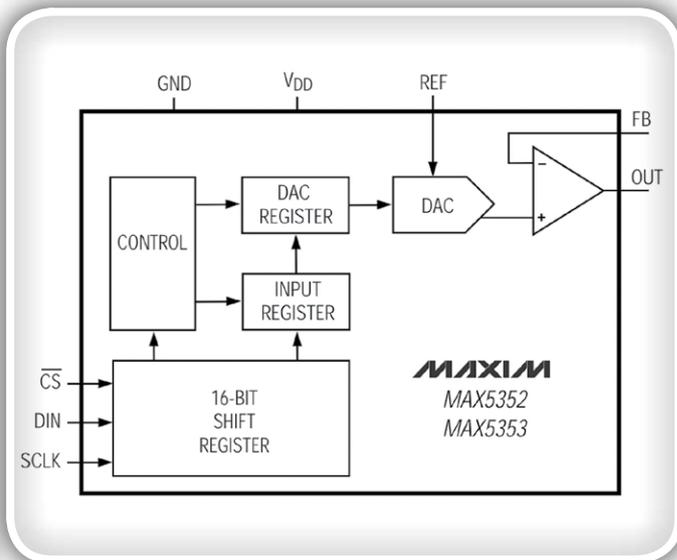 GND
VDD
REF
FB
OUT
CONTROL
DAC
REGISTER
DAC
INPUT
REGISTER
MAXIM
MAX5352
MAX5353
CS
DIN
SCLK
16-BIT
SHIFT
REGISTER